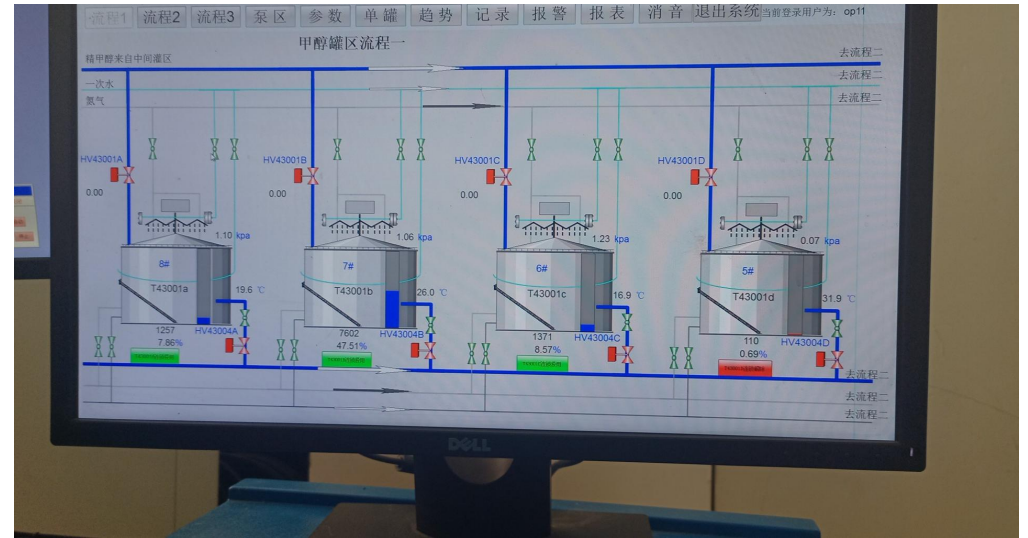 流程1 流程2 流程3 泵区 参数 单罐 趋势 记录 报警 报表 消音 退出系统 当前登录用户为: op11
甲醇罐区流程一
精甲醇来自中间灌区 去流程二
一次水 去流程二
氮气 去流程二
HV43001A HV43001B HV43001C HV43001D
0.00 0.00 0.00 0.00
1.10 kpa 1.06 kpa 1.23 kpa 0.07 kpa
8# 7# 6# 5#
T43001a T43001b T43001c T43001d
19.6 ℃ 26.0 ℃ 16.9 ℃ 31.9 ℃
1257 7602 1371 110
HV43004A HV43004B HV43004C HV43004D
7.86% 47.51% 8.57% 0.69%
去流程二
去流程二
去流程二
DELL